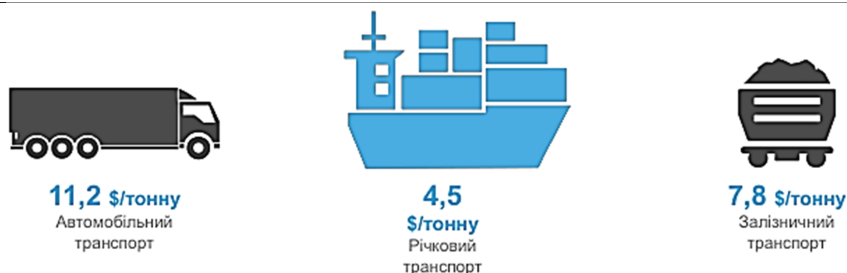 11,2 $/тонну
Автомобільний
транспорт
4,5
$/тонну
Річковий
транспорт
7,8 $/тонну
Залізничний
транспорт